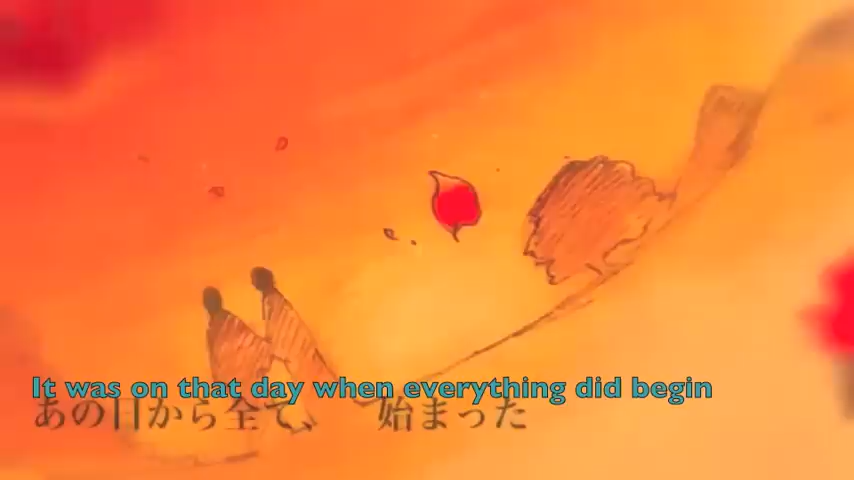 It was on that day when everything did begin
あの日から全て、 始まった